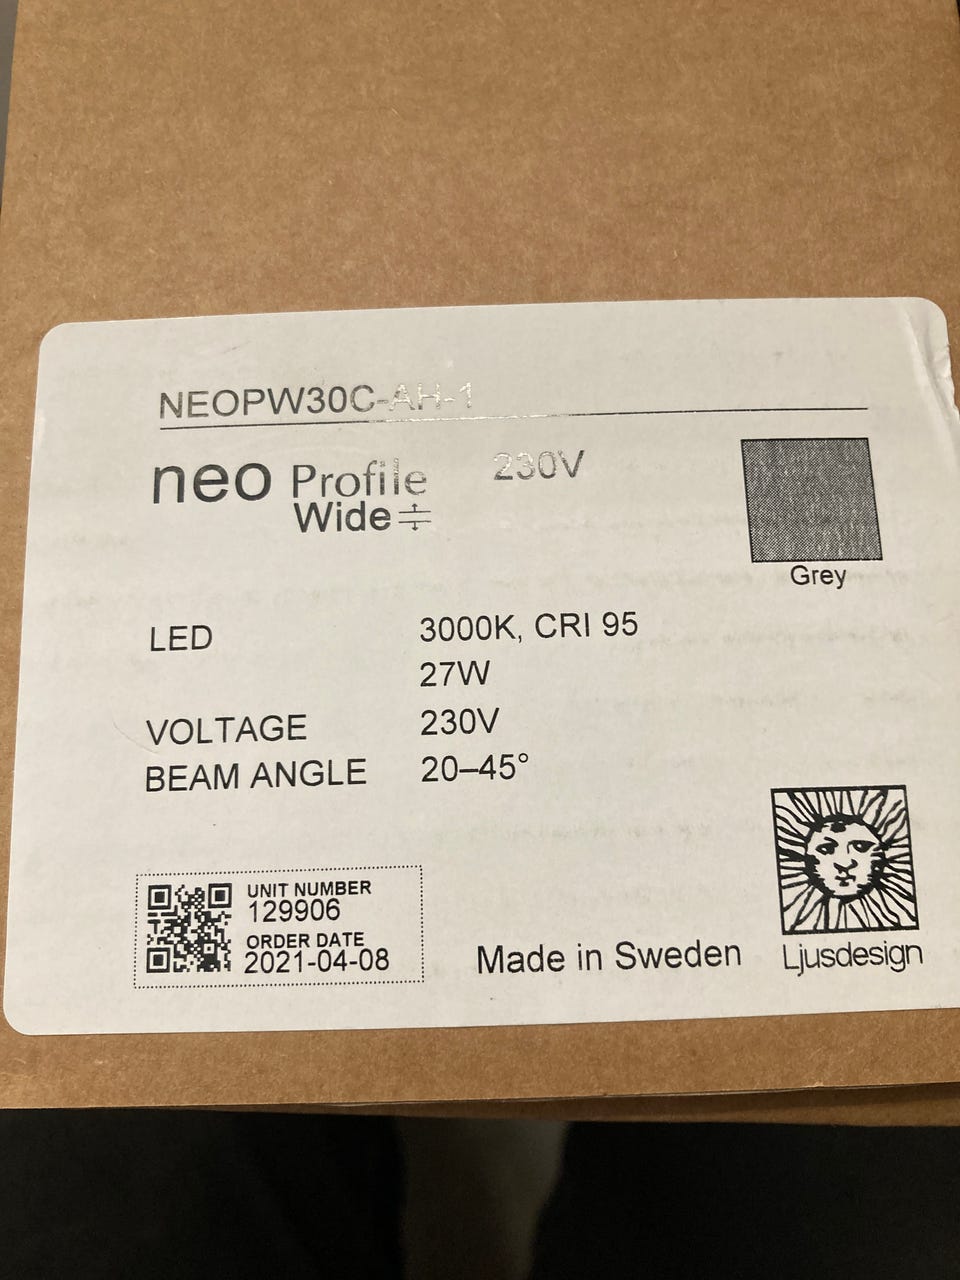 NEOPW30C-AH-1
neo Profile 230V
Wide
Grey
LED 3000K, CRI 95
27W
VOLTAGE 230V
BEAM ANGLE 20–45°
UNIT NUMBER
129906
ORDER DATE
2021-04-08
Made in Sweden
Ljusdesign